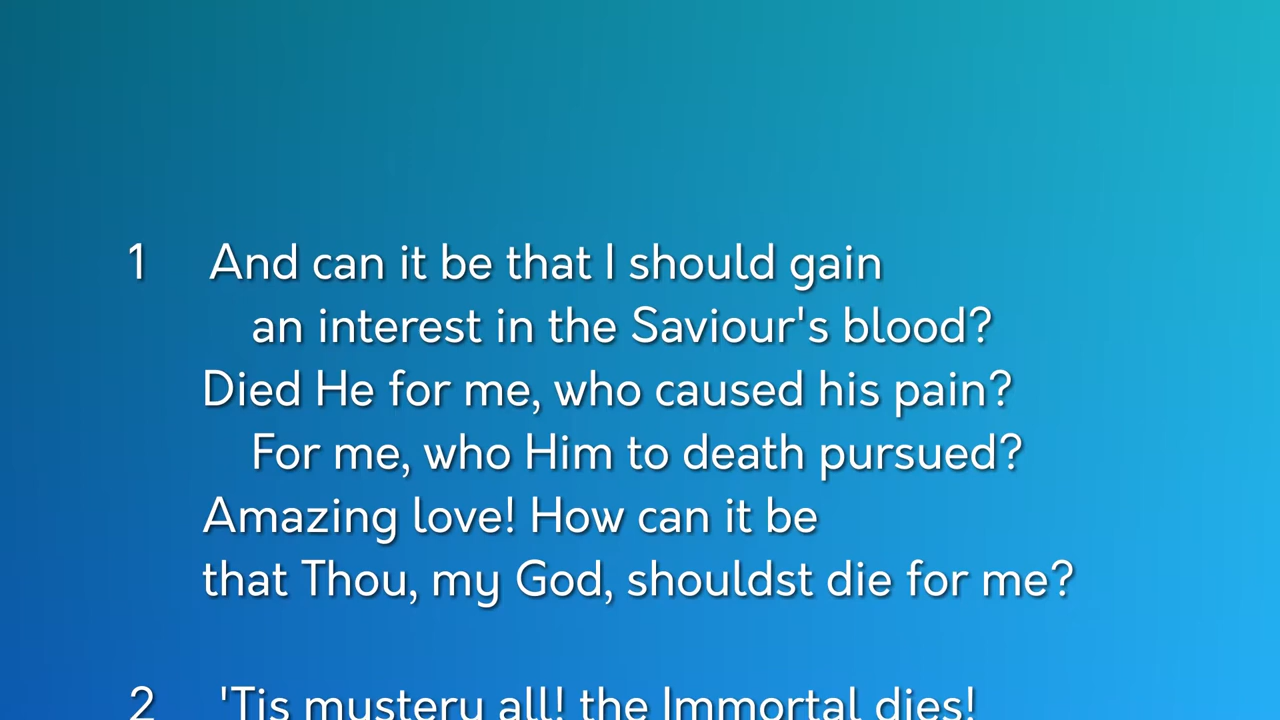 1 And can it be that I should gain
an interest in the Saviour's blood?
Died He for me, who caused his pain?
For me, who Him to death pursued?
Amazing love! How can it be
that Thou, my God, shouldst die for me?
2 'Tis mystery all! the Immortal dies!